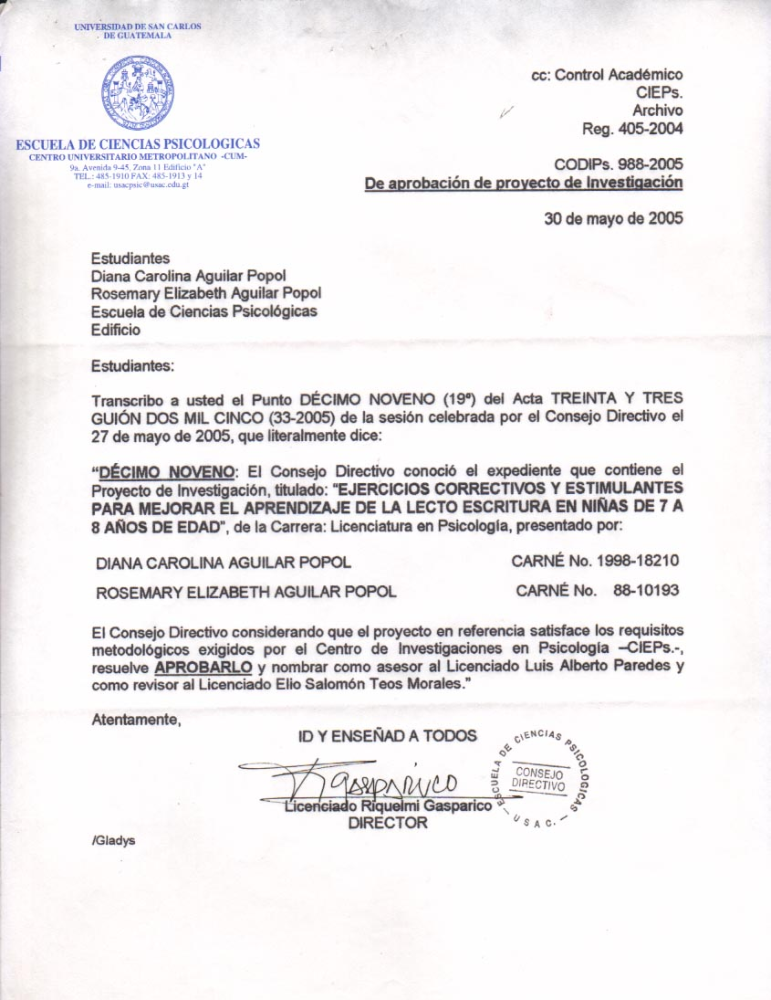 UNIVERSIDAD DE SAN CARLOS
DE GUATEMALA
ESCUELA DE CIENCIAS PSICOLOGICAS
CENTRO UNIVERSITARIO METROPOLITANO -CUM-
9a. Avenida 9-45, Zona 11 Edificio "A"
TEL.: 485-1910 FAX: 485-1913 y 14
e-mail: usacpsic@usac.edu.gt
cc: Control Académico
CIEPs.
Archivo
Reg. 405-2004
CODIPs. 988-2005
De aprobación de proyecto de Investigación
30 de mayo de 2005
Estudiantes
Diana Carolina Aguilar Popol
Rosemary Elizabeth Aguilar Popol
Escuela de Ciencias Psicológicas
Edificio
Estudiantes:
Transcribo a usted el Punto DÉCIMO NOVENO (19º) del Acta TREINTA Y TRES
GUIÓN DOS MIL CINCO (33-2005) de la sesión celebrada por el Consejo Directivo el
27 de mayo de 2005, que literalmente dice:
“DÉCIMO NOVENO: El Consejo Directivo conoció el expediente que contiene el
Proyecto de Investigación, titulado: “EJERCICIOS CORRECTIVOS Y ESTIMULANTES
PARA MEJORAR EL APRENDIZAJE DE LA LECTO ESCRITURA EN NIÑAS DE 7 A
8 AÑOS DE EDAD”, de la Carrera: Licenciatura en Psicología, presentado por:
DIANA CAROLINA AGUILAR POPOL CARNÉ No. 1998-18210
ROSEMARY ELIZABETH AGUILAR POPOL CARNÉ No. 88-10193
El Consejo Directivo considerando que el proyecto en referencia satisface los requisitos
metodológicos exigidos por el Centro de Investigaciones en Psicología –CIEPs.-,
resuelve APROBARLO y nombrar como asesor al Licenciado Luis Alberto Paredes y
como revisor al Licenciado Elio Salomón Teos Morales.”
Atentamente,
ID Y ENSEÑAD A TODOS
Licenciado Riquelmi Gasparico
DIRECTOR
ESCUELA DE CIENCIAS PSICOLOGICAS
CONSEJO
DIRECTIVO
U S A C.
/Gladys